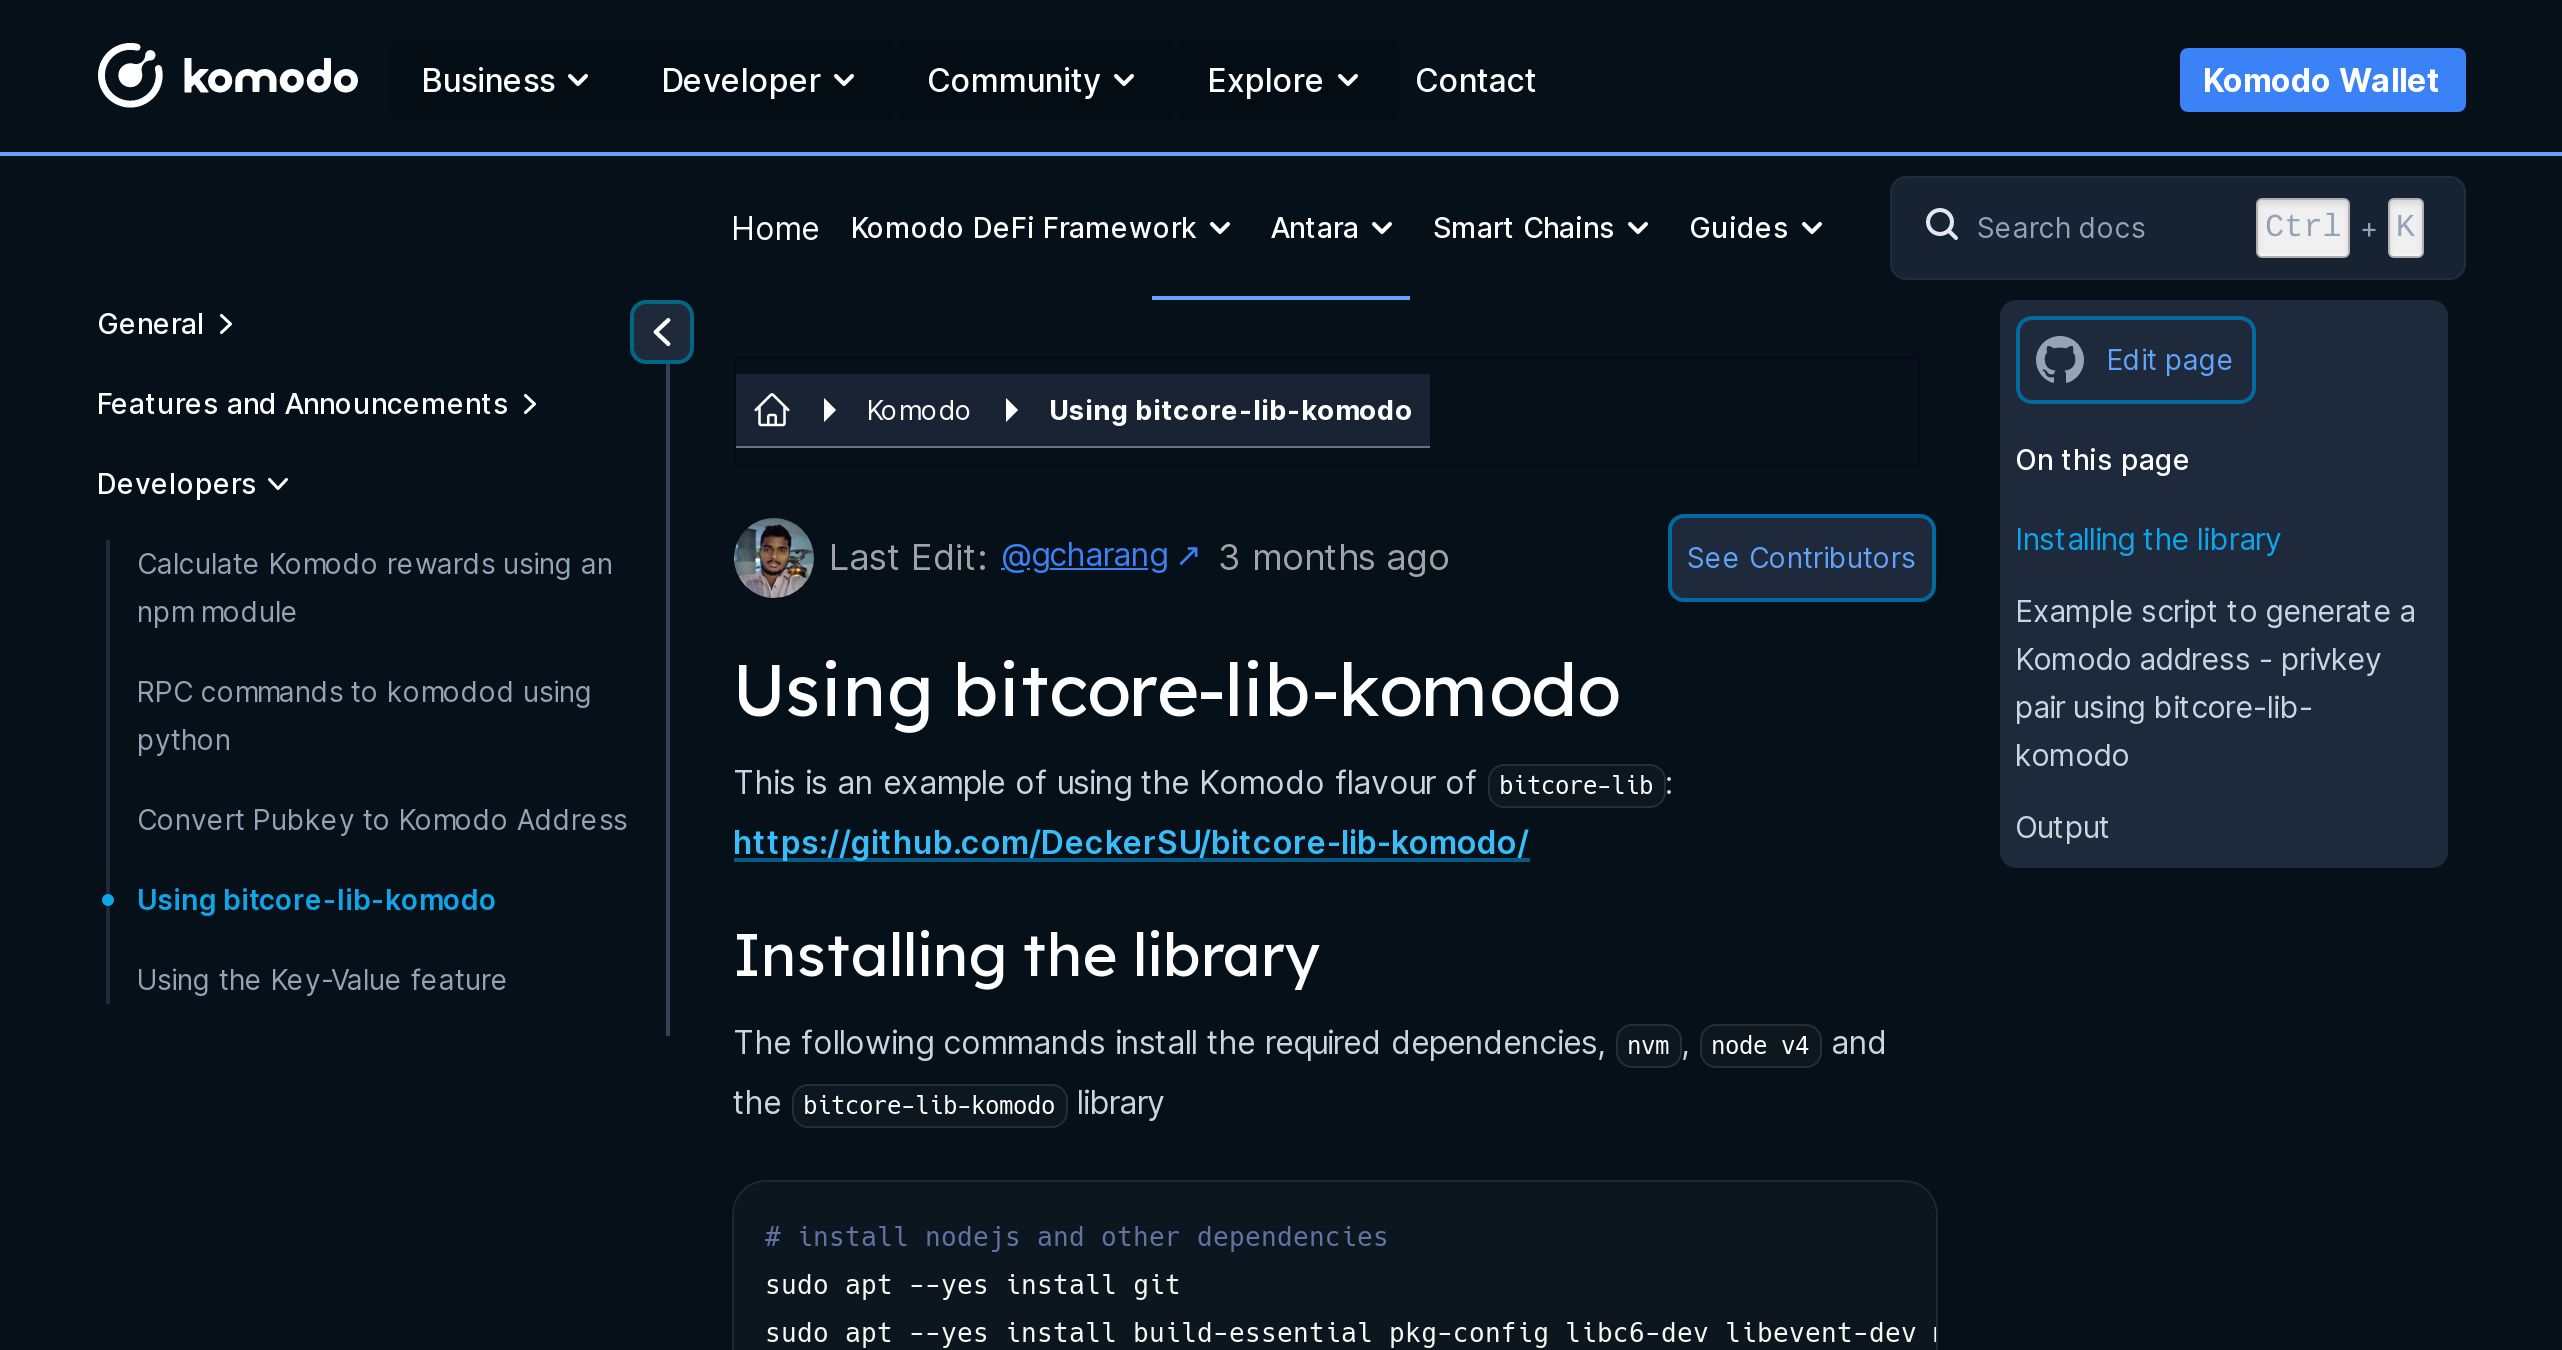 komodo
Business
Developer
Community
Explore
Contact
Komodo Wallet
Home
Komodo DeFi Framework
Antara
Smart Chains
Guides
Search docs
Ctrl + K
General
Features and Announcements
Developers
Calculate Komodo rewards using an
npm module
RPC commands to komodod using
python
Convert Pubkey to Komodo Address
Using bitcore-lib-komodo
Using the Key-Value feature
Komodo
Using bitcore-lib-komodo
Last Edit: @gcharang ↗ 3 months ago
See Contributors
Using bitcore-lib-komodo
This is an example of using the Komodo flavour of bitcore-lib:
https://github.com/DeckerSU/bitcore-lib-komodo/
Installing the library
The following commands install the required dependencies, nvm, node v4 and
the bitcore-lib-komodo library
# install nodejs and other dependencies
sudo apt --yes install git
sudo apt --yes install build-essential pkg-config libc6-dev libevent-dev
Edit page
On this page
Installing the library
Example script to generate a
Komodo address - privkey
pair using bitcore-lib-
komodo
Output